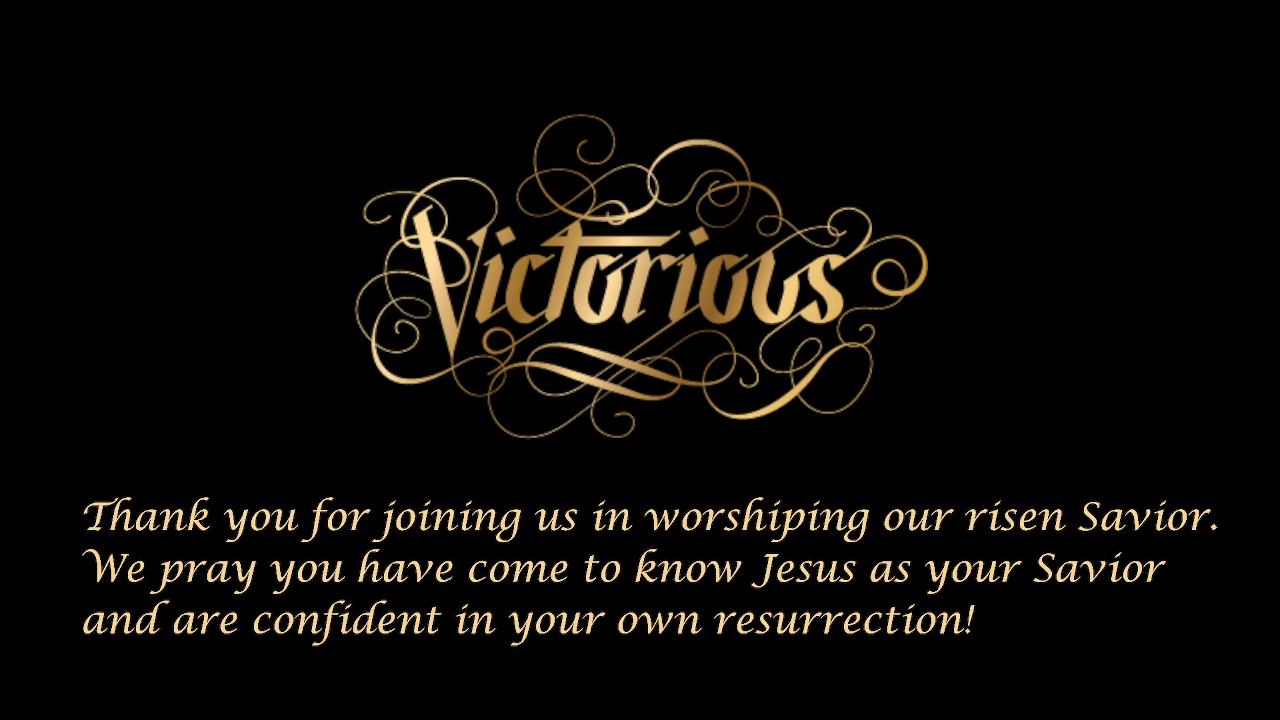 Victorious
Thank you for joining us in worshiping our risen Savior.
We pray you have come to know Jesus as your Savior
and are confident in your own resurrection!